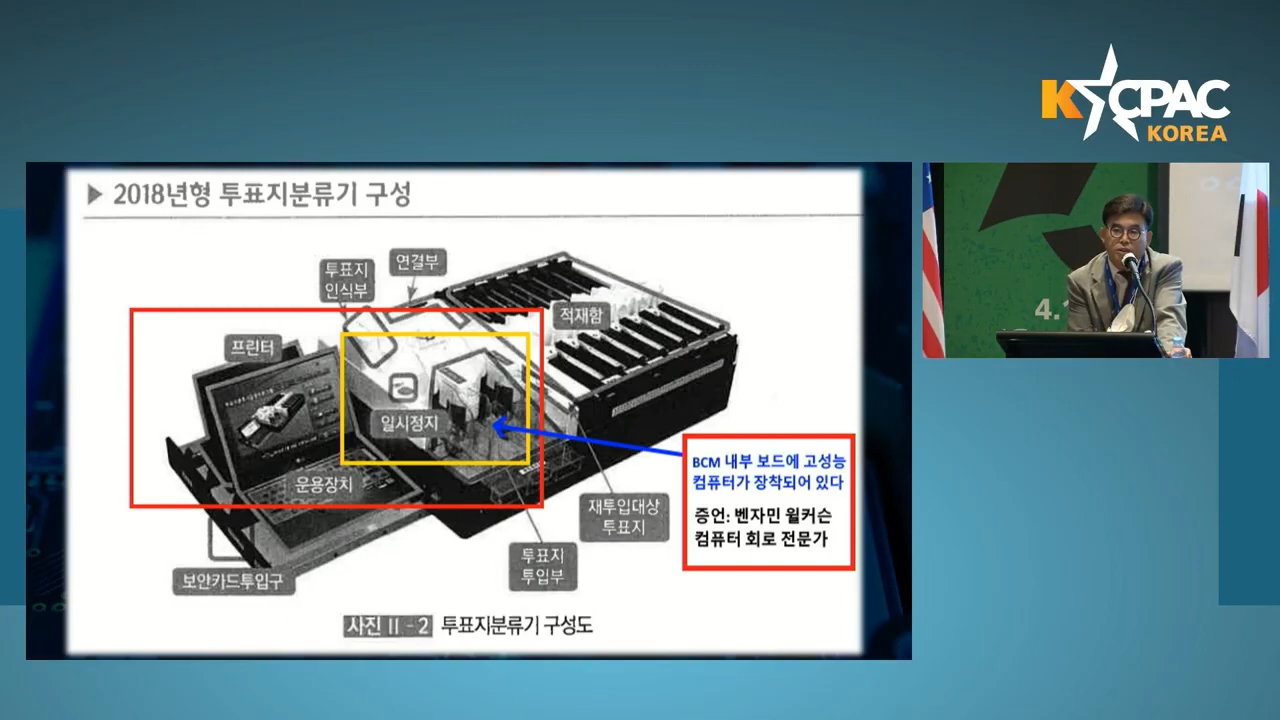 K CPAC
KOREA
▶ 2018년형 투표지분류기 구성
투표지
인식부
연결부
적재함
프린터
일시정지
운용장치
BCM 내부 보드에 고성능
컴퓨터가 장착되어 있다
증언: 벤자민 윌커슨
컴퓨터 회로 전문가
재투입대상
투표지
투표지
투입부
보안카드투입구
사진 II - 2 투표지분류기 구성도
4.